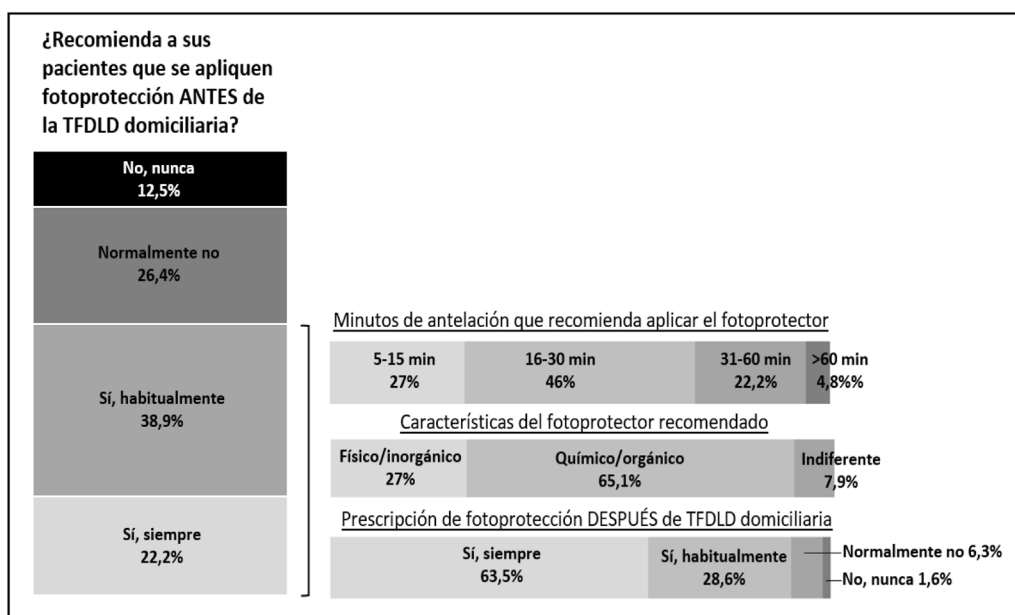 ¿Recomienda a sus
pacientes que se apliquen
fotoprotección ANTES de
la TFDLD domiciliaria?
No, nunca
12,5%
Normalmente no
26,4%
Sí, habitualmente
38,9%
Sí, siempre
22,2%
Minutos de antelación que recomienda aplicar el fotoprotector
5-15 min 16-30 min 31-60 min >60 min
27% 46% 22,2% 4,8%%
Características del fotoprotector recomendado
Físico/inorgánico Químico/orgánico Indiferente
27% 65,1% 7,9%
Prescripción de fotoprotección DESPUÉS de TFDLD domiciliaria
Sí, siempre Sí, habitualmente Normalmente no 6,3%
63,5% 28,6% No, nunca 1,6%